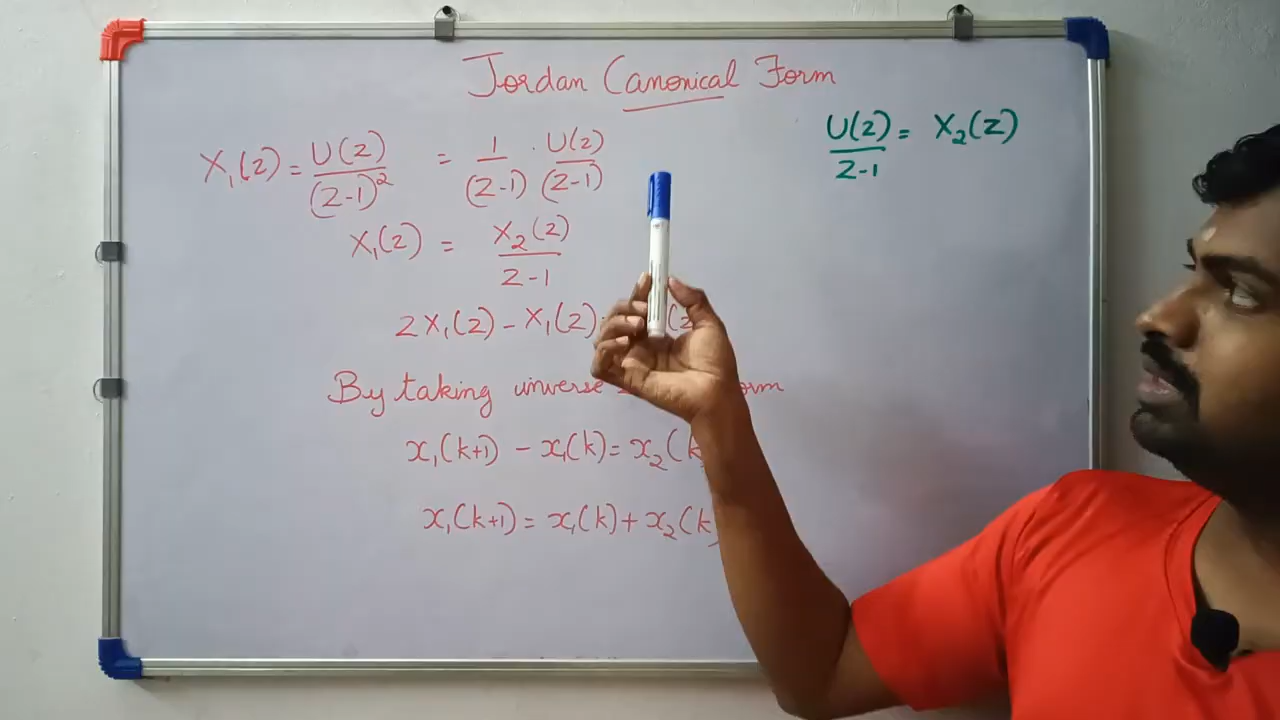 Jordan Canonical Form
X₁(z) = U(z)/(z-1)² = 1/(z-1) · U(z)/(z-1)
U(z)/z-1 = X₂(z)
X₁(z) = X₂(z)/z-1
zX₁(z) - X₁(z)
By taking inverse
x₁(k+1) - x₁(k) = x₂(k
x₁(k+1) = x₁(k) + x₂(k